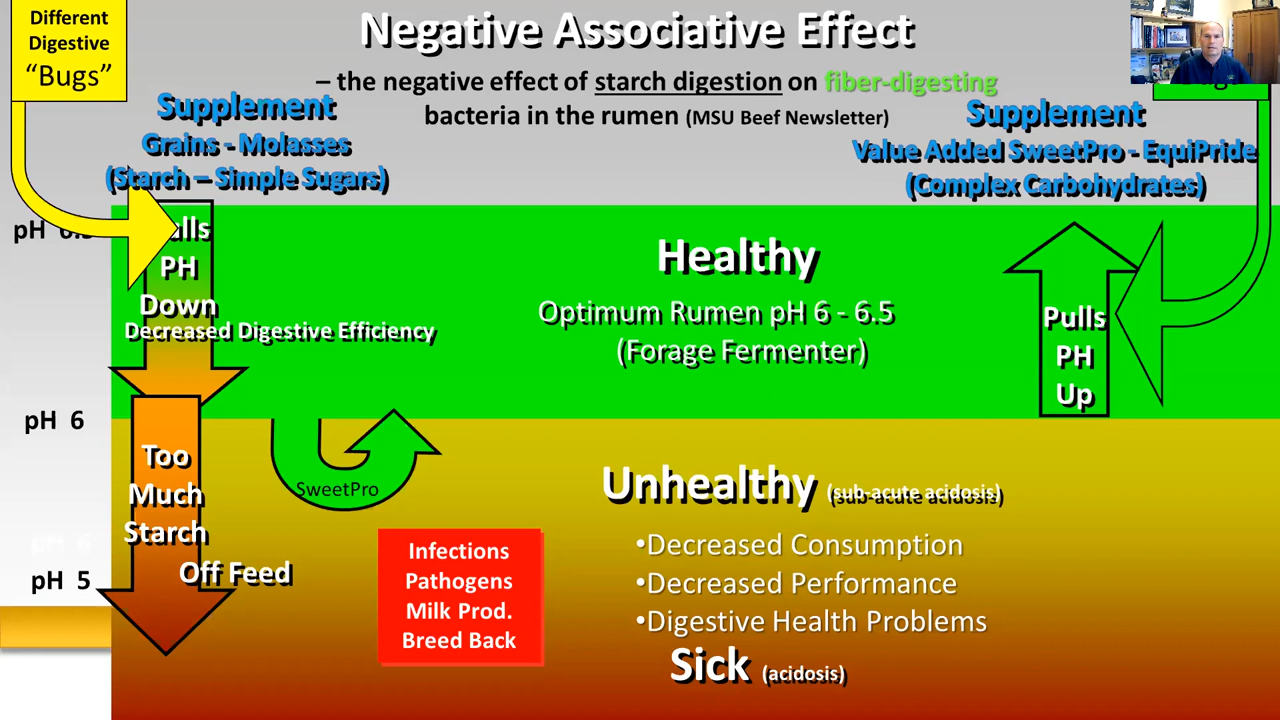 Different
Digestive
“Bugs”
Negative Associative Effect
– the negative effect of starch digestion on fiber-digesting
bacteria in the rumen (MSU Beef Newsletter)
Supplement
Grains - Molasses
(Starch – Simple Sugars)
Supplement
Value Added SweetPro - EquiPride
(Complex Carbohydrates)
pH
PH
Down
Decreased Digestive Efficiency
Healthy
Optimum Rumen pH 6 - 6.5
(Forage Fermenter)
Pulls
PH
Up
pH 6
Too
Much
Starch
SweetPro
Unhealthy (sub-acute acidosis)
•Decreased Consumption
•Decreased Performance
•Digestive Health Problems
pH 6
pH 5
Off Feed
Infections
Pathogens
Milk Prod.
Breed Back
Sick (acidosis)